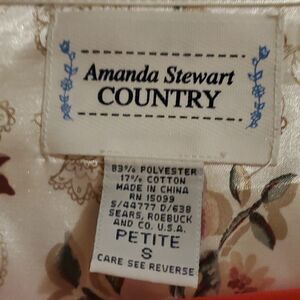 Amanda Stewart
COUNTRY
83% POLYESTER
17% COTTON
MADE IN CHINA
RN 15099
S/44777 D/638
SEARS, ROEBUCK
AND CO. U.S.A.
PETITE
S
CARE SEE REVERSE